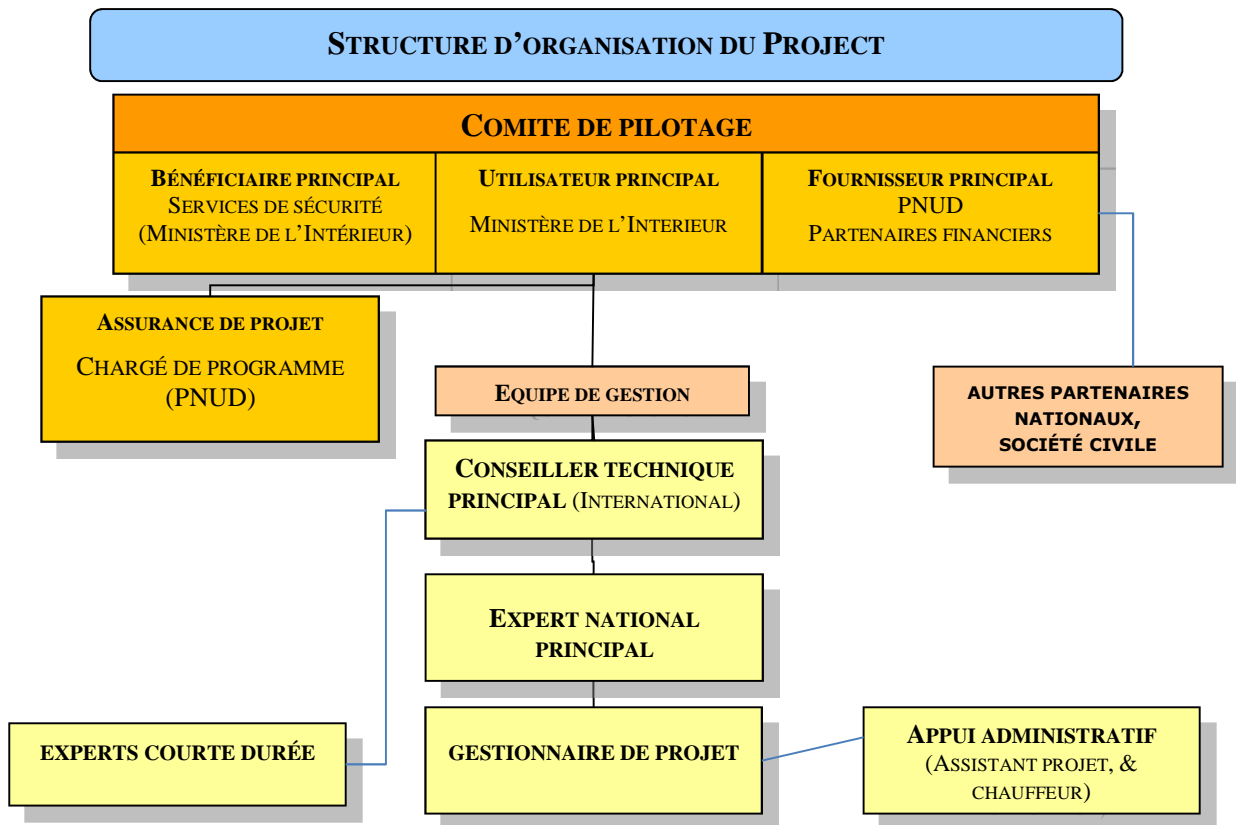 STRUCTURE D'ORGANISATION DU PROJECT
COMITE DE PILOTAGE
BÉNÉFICIAIRE PRINCIPAL
SERVICES DE SÉCURITÉ
(MINISTÈRE DE L'INTÉRIEUR)
UTILISATEUR PRINCIPAL
MINISTÈRE DE L'INTERIEUR
FOURNISSEUR PRINCIPAL
PNUD
PARTENAIRES FINANCIERS
ASSURANCE DE PROJET
CHARGÉ DE PROGRAMME
(PNUD)
EQUIPE DE GESTION
AUTRES PARTENAIRES
NATIONAUX,
SOCIÉTÉ CIVILE
CONSEILLER TECHNIQUE
PRINCIPAL (INTERNATIONAL)
EXPERT NATIONAL
PRINCIPAL
EXPERTS COURTE DURÉE
GESTIONNAIRE DE PROJET
APPUI ADMINISTRATIF
(ASSISTANT PROJET, &
CHAUFFEUR)